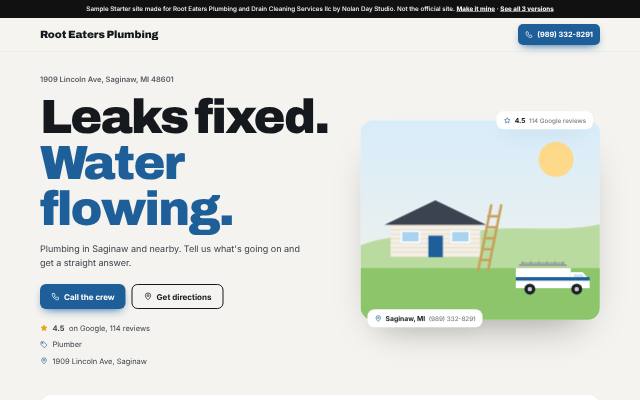 Sample Starter site made for Root Eaters Plumbing and Drain Cleaning Services llc by Nolan Day Studio. Not the official site. Make it mine · See all 3 versions
Root Eaters Plumbing
(989) 332-8291
1909 Lincoln Ave, Saginaw, MI 48601
Leaks fixed.
Water
flowing.
4.5 114 Google reviews
Plumbing in Saginaw and nearby. Tell us what's going on and
get a straight answer.
Call the crew
Get directions
Saginaw, MI (989) 332-8291
4.5 on Google, 114 reviews
Plumber
1909 Lincoln Ave, Saginaw